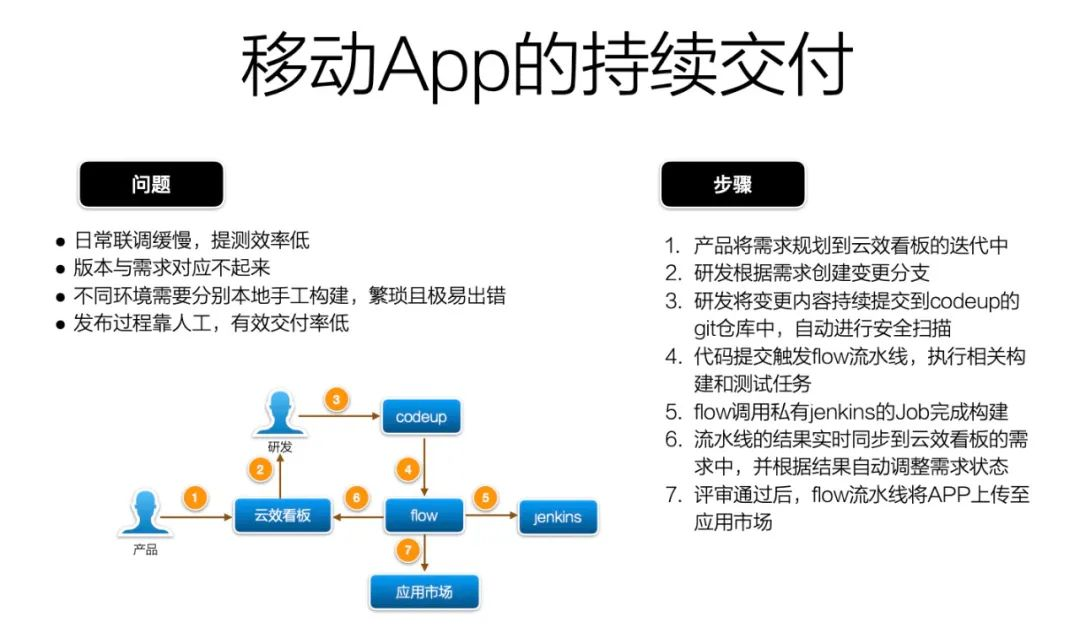 移动App的持续交付
问题
● 日常联调缓慢，提测效率低
● 版本与需求对应不起来
● 不同环境需要分别本地手工构建，繁琐且极易出错
● 发布过程靠人工，有效交付率低
步骤
1. 产品将需求规划到云效看板的迭代中
2. 研发根据需求创建变更分支
3. 研发将变更内容持续提交到codeup的
git仓库中，自动进行安全扫描
4. 代码提交触发flow流水线，执行相关构
建和测试任务
5. flow调用私有jenkins的Job完成构建
6. 流水线的结果实时同步到云效看板的需
求中，并根据结果自动调整需求状态
7. 评审通过后，flow流水线将APP上传至
应用市场
3
codeup
研发
2
4
1
6
5
云效看板
flow
jenkins
产品
7
应用市场